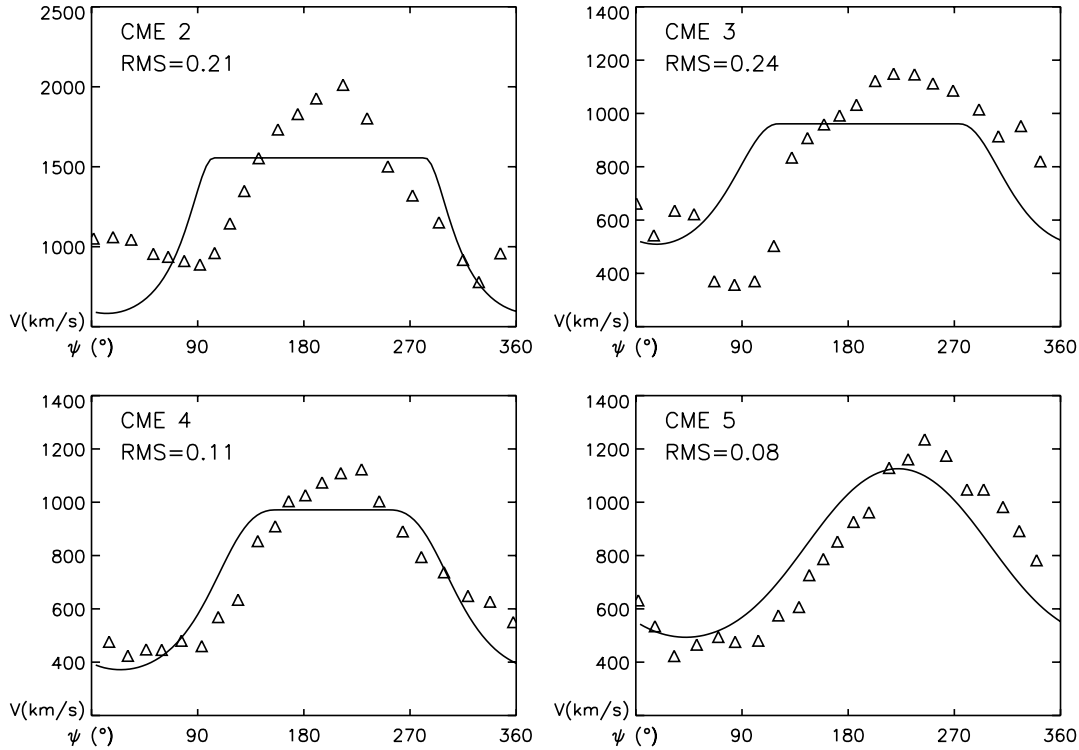 2500
CME 2
RMS=0.21
2000
1500
1000
V(km/s)
ψ (°) 90 180 270 360
1400
CME 3
1200
RMS=0.24
1000
800
600
400
V(km/s)
ψ (°) 90 180 270 360
1400
CME 4
1200
RMS=0.11
1000
800
600
400
V(km/s)
ψ (°) 90 180 270 360
1400
CME 5
1200
RMS=0.08
1000
800
600
400
V(km/s)
ψ (°) 90 180 270 360